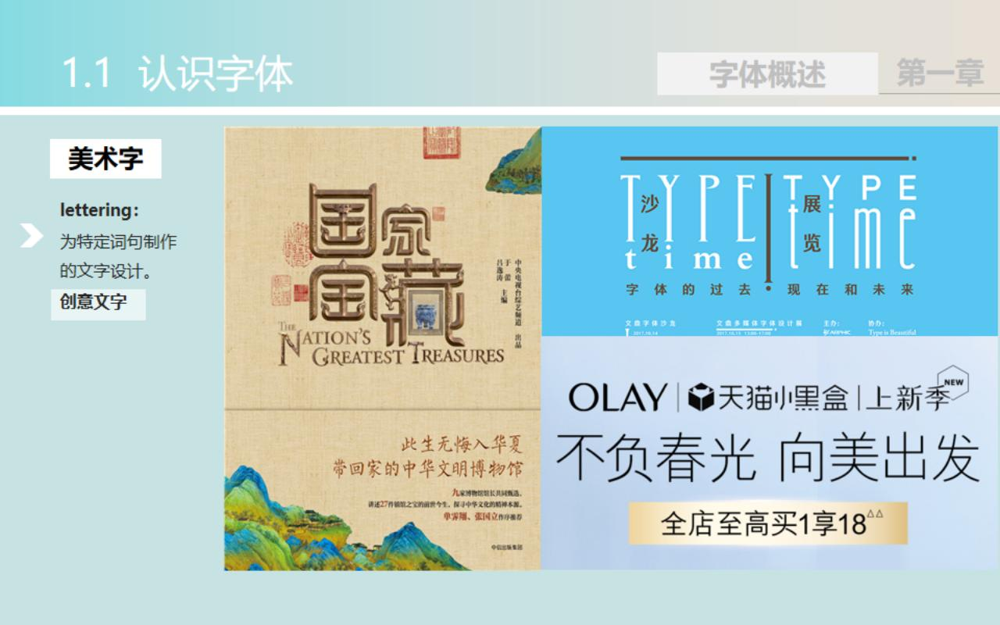 1.1 认识字体
字体概述
第一章
美术字
lettering：
为特定词句制作
的文字设计。
创意文字
国家
宝藏
THE
NATION'S
GREATEST TREASURES
中央电视台综艺频道 出品
于蕾
吕逸涛 主编
此生无悔入华夏
带回家的中华文明博物馆
九家博物馆馆长共同甄选，
讲述27件镇馆之宝的前世今生，探寻中华文化的精神本源。
单霁翔、张国立作序推荐
中信出版集团
TYPE
time
沙龙
TYPE
time
展览
字体的过去·现在和未来
文鼎字体沙龙
2017.10.14
文鼎多媒体字体设计展
2017.10.15 13:00-17:00
主办：
ARPHIC
协办：
Type is Beautiful
OLAY | 天猫小黑盒 | 上新季
NEW
不负春光 向美出发
全店至高买1享18△△